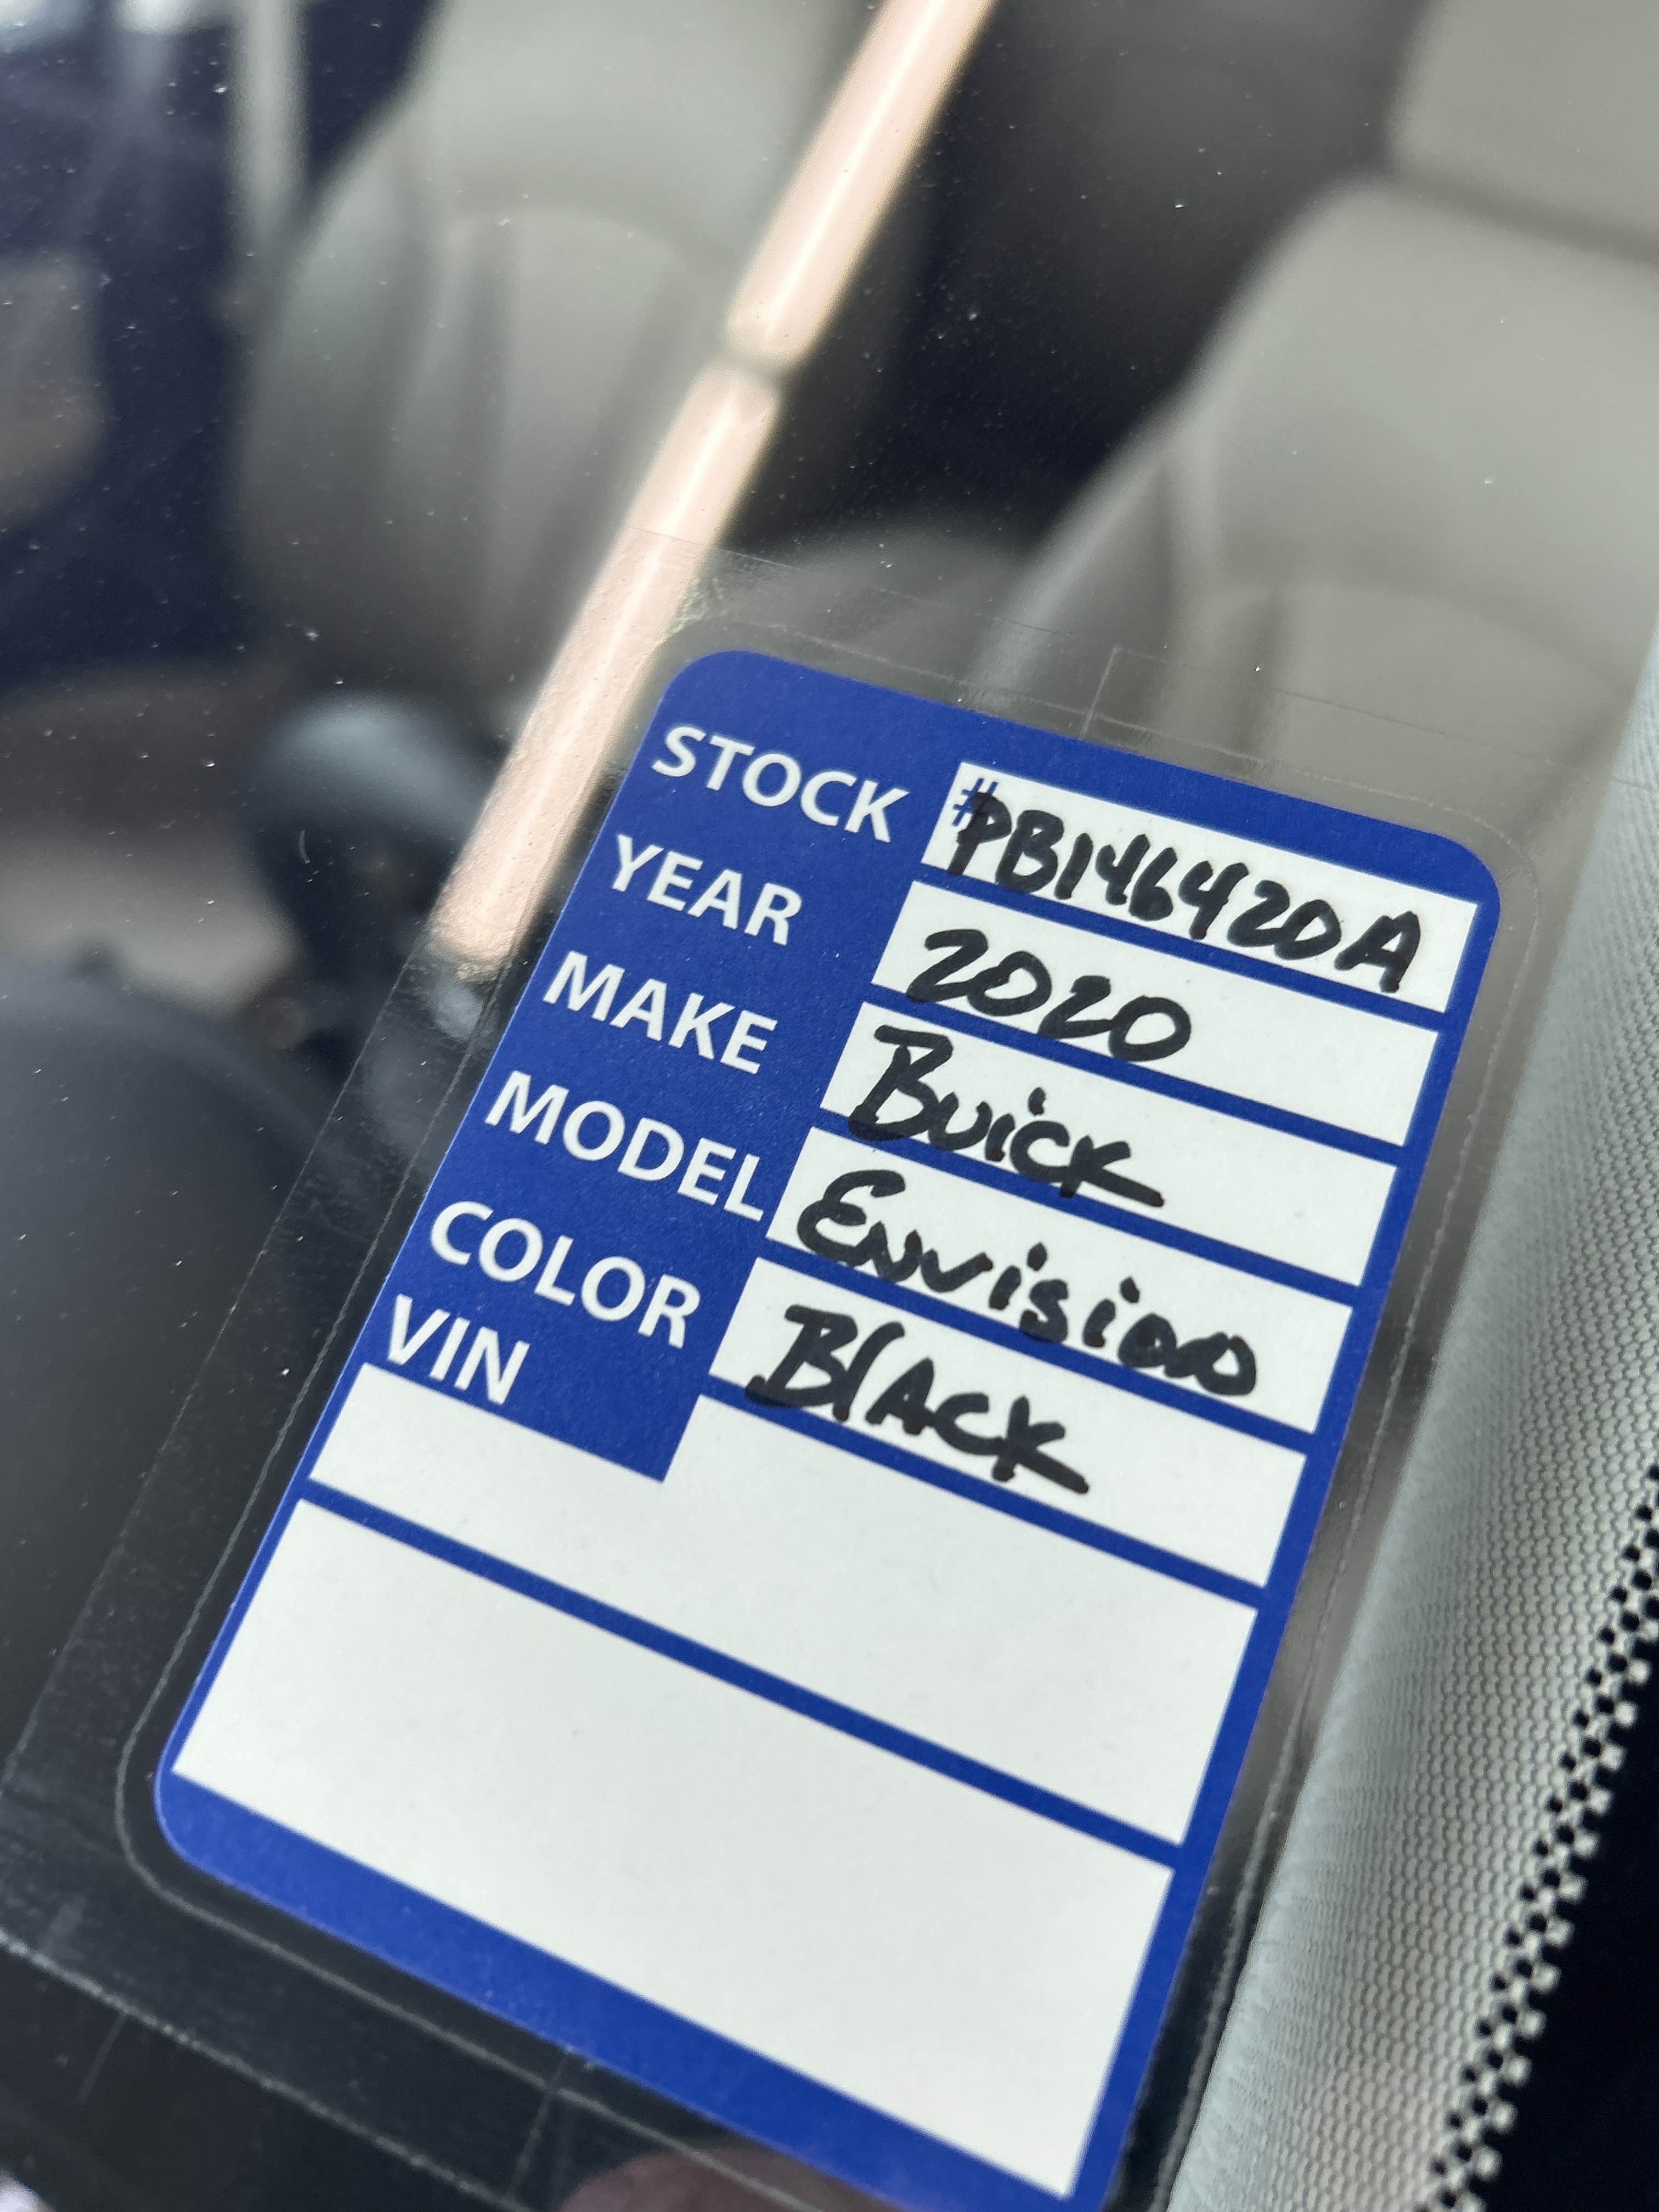 STOCK #PB146420A
YEAR 2020
MAKE Buick
MODEL Envision
COLOR Black
VIN